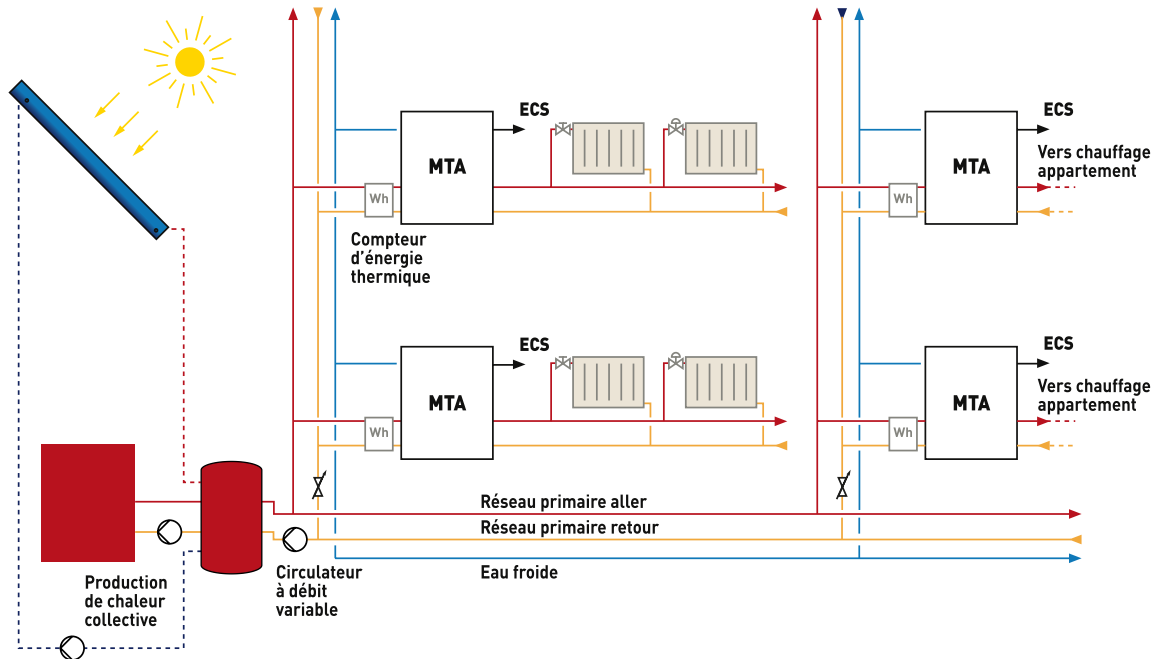 ECS
MTA
Wh
Compteur
d’énergie
thermique
ECS
MTA
Wh
Vers chauffage
appartement
ECS
MTA
Wh
ECS
MTA
Wh
Vers chauffage
appartement
Réseau primaire aller
Réseau primaire retour
Eau froide
Production
de chaleur
collective
Circulateur
à débit
variable